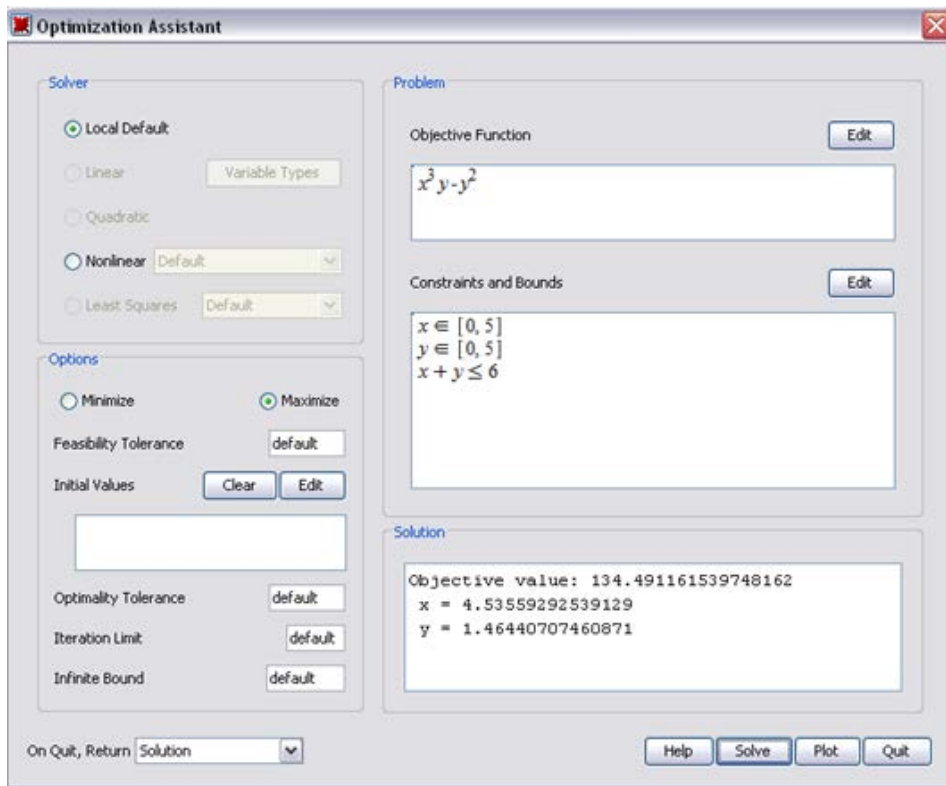 Optimization Assistant
Solver
Local Default
Linear
Variable Types
Quadratic
Nonlinear Default
Least Squares Default
Options
Minimize
Maximize
Feasibility Tolerance default
Initial Values Clear Edit
Optimality Tolerance default
Iteration Limit default
Infinite Bound default
On Quit, Return Solution
Problem
Objective Function Edit
x³ y-y²
Constraints and Bounds Edit
x ∈ [0, 5]
y ∈ [0, 5]
x + y ≤ 6
Solution
Objective value: 134.491161539748162
x = 4.53559292539129
y = 1.46440707460871
Help Solve Plot Quit